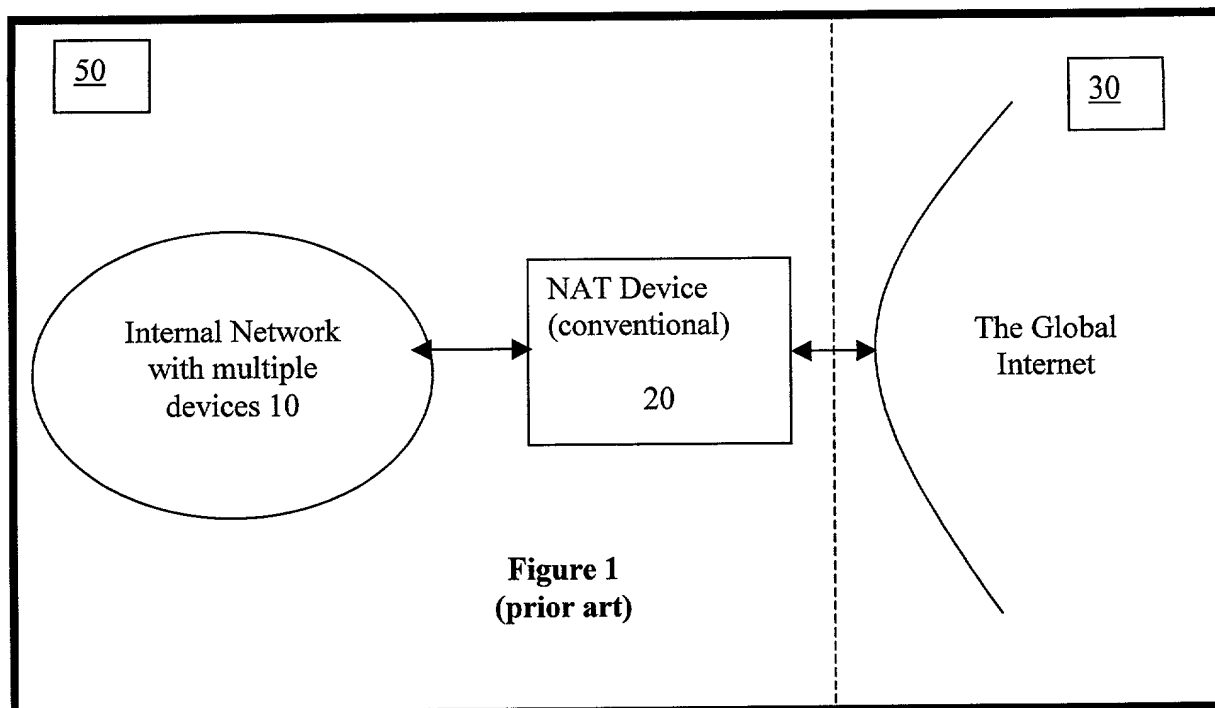 50
30
Internal Network
with multiple
devices 10
NAT Device
(conventional)
20
The Global
Internet
Figure 1
(prior art)